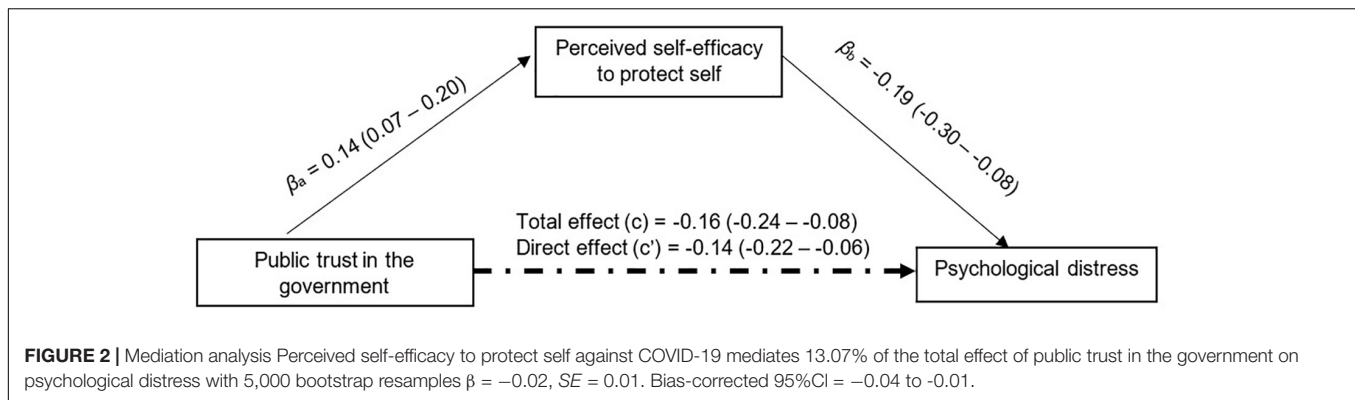 Perceived self-efficacy
to protect self
βa = 0.14 (0.07 – 0.20)
βb = -0.19 (-0.30 – -0.08)
Total effect (c) = -0.16 (-0.24 – -0.08)
Direct effect (c') = -0.14 (-0.22 – -0.06)
Public trust in the
government
Psychological distress
FIGURE 2 | Mediation analysis Perceived self-efficacy to protect self against COVID-19 mediates 13.07% of the total effect of public trust in the government on
psychological distress with 5,000 bootstrap resamples β = −0.02, SE = 0.01. Bias-corrected 95%CI = −0.04 to -0.01.